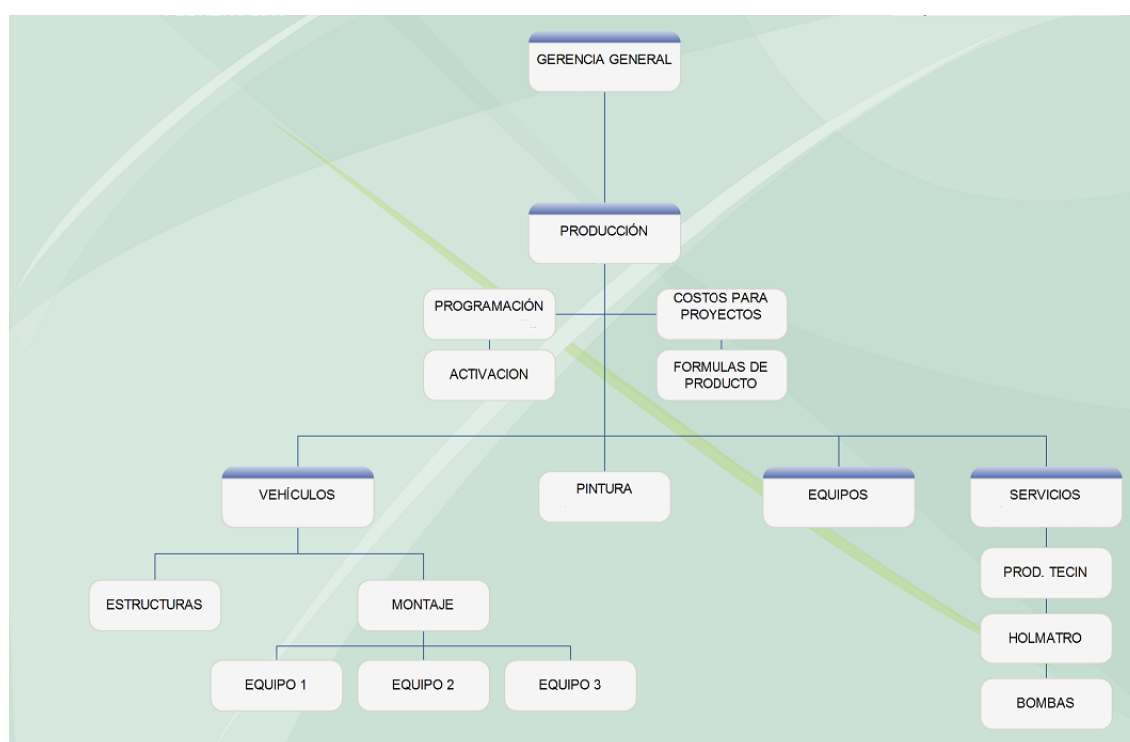 GERENCIA GENERAL
PRODUCCIÓN
PROGRAMACIÓN
COSTOS PARA
PROYECTOS
ACTIVACION
FORMULAS DE
PRODUCTO
VEHÍCULOS
PINTURA
EQUIPOS
SERVICIOS
ESTRUCTURAS
MONTAJE
PROD. TECIN
HOLMATRO
EQUIPO 1
EQUIPO 2
EQUIPO 3
BOMBAS